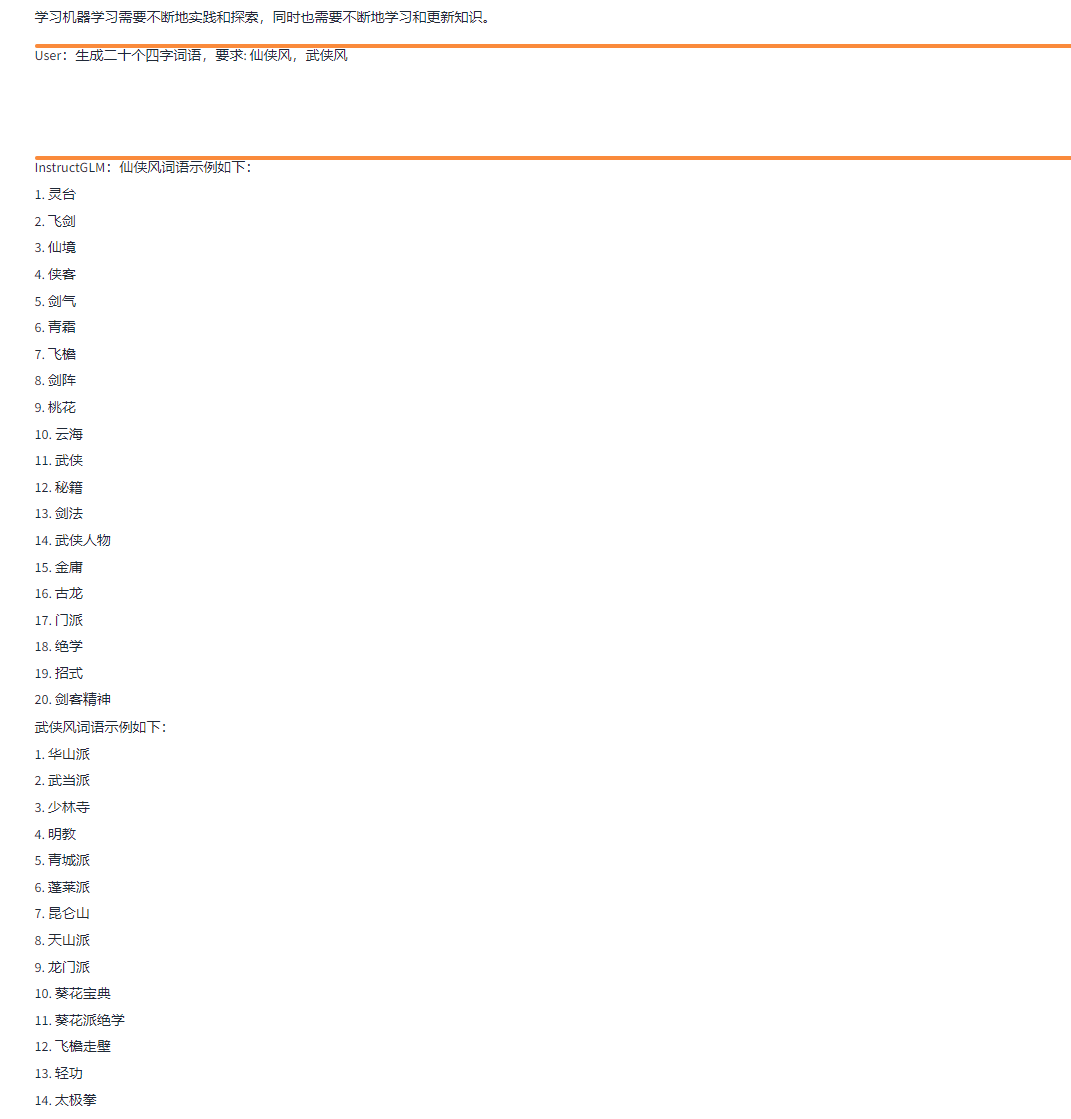 学习机器学习需要不断地实践和探索，同时也需要不断地学习和更新知识。
User：生成二十个四字词语，要求: 仙侠风，武侠风
InstructGLM：仙侠风词语示例如下：
1. 灵台
2. 飞剑
3. 仙境
4. 侠客
5. 剑气
6. 青霜
7. 飞檐
8. 剑阵
9. 桃花
10. 云海
11. 武侠
12. 秘籍
13. 剑法
14. 武侠人物
15. 金庸
16. 古龙
17. 门派
18. 绝学
19. 招式
20. 剑客精神
武侠风词语示例如下：
1. 华山派
2. 武当派
3. 少林寺
4. 明教
5. 青城派
6. 蓬莱派
7. 昆仑山
8. 天山派
9. 龙门派
10. 葵花宝典
11. 葵花派绝学
12. 飞檐走壁
13. 轻功
14. 太极拳